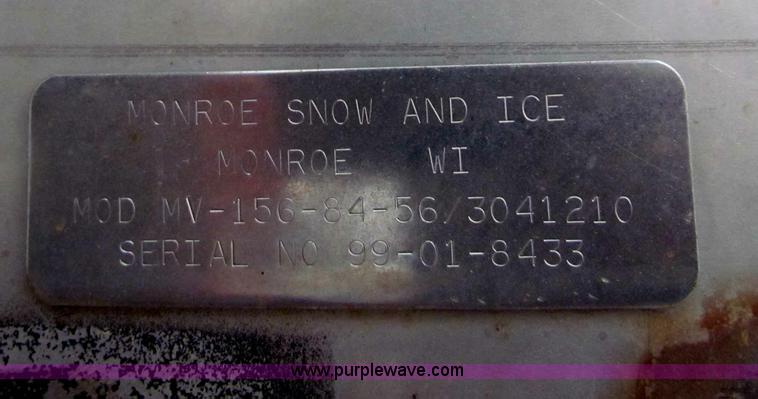 MONROE SNOW AND ICE
MONROE WI
MOD MV-156-84-56/3041210
SERIAL NO 99-01-8433
www.purplewave.com